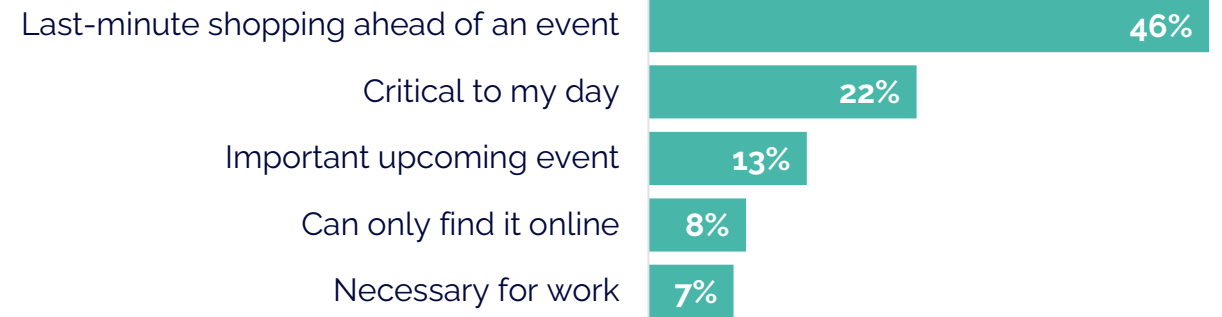 Last-minute shopping ahead of an event 46%
Critical to my day 22%
Important upcoming event 13%
Can only find it online 8%
Necessary for work 7%